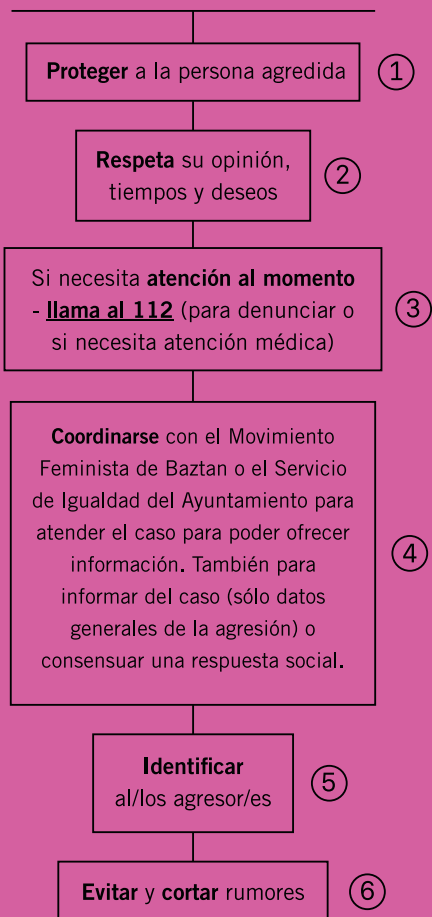 Proteger a la persona agredida
1
Respeta su opinión,
tiempos y deseos
2
Si necesita atención al momento
- llama al 112 (para denunciar o
si necesita atención médica)
3
Coordinarse con el Movimiento
Feminista de Baztan o el Servicio
de Igualdad del Ayuntamiento para
atender el caso para poder ofrecer
información. También para
informar del caso (sólo datos
generales de la agresión) o
consensuar una respuesta social.
4
Identificar
al/los agresor/es
5
Evitar y cortar rumores
6